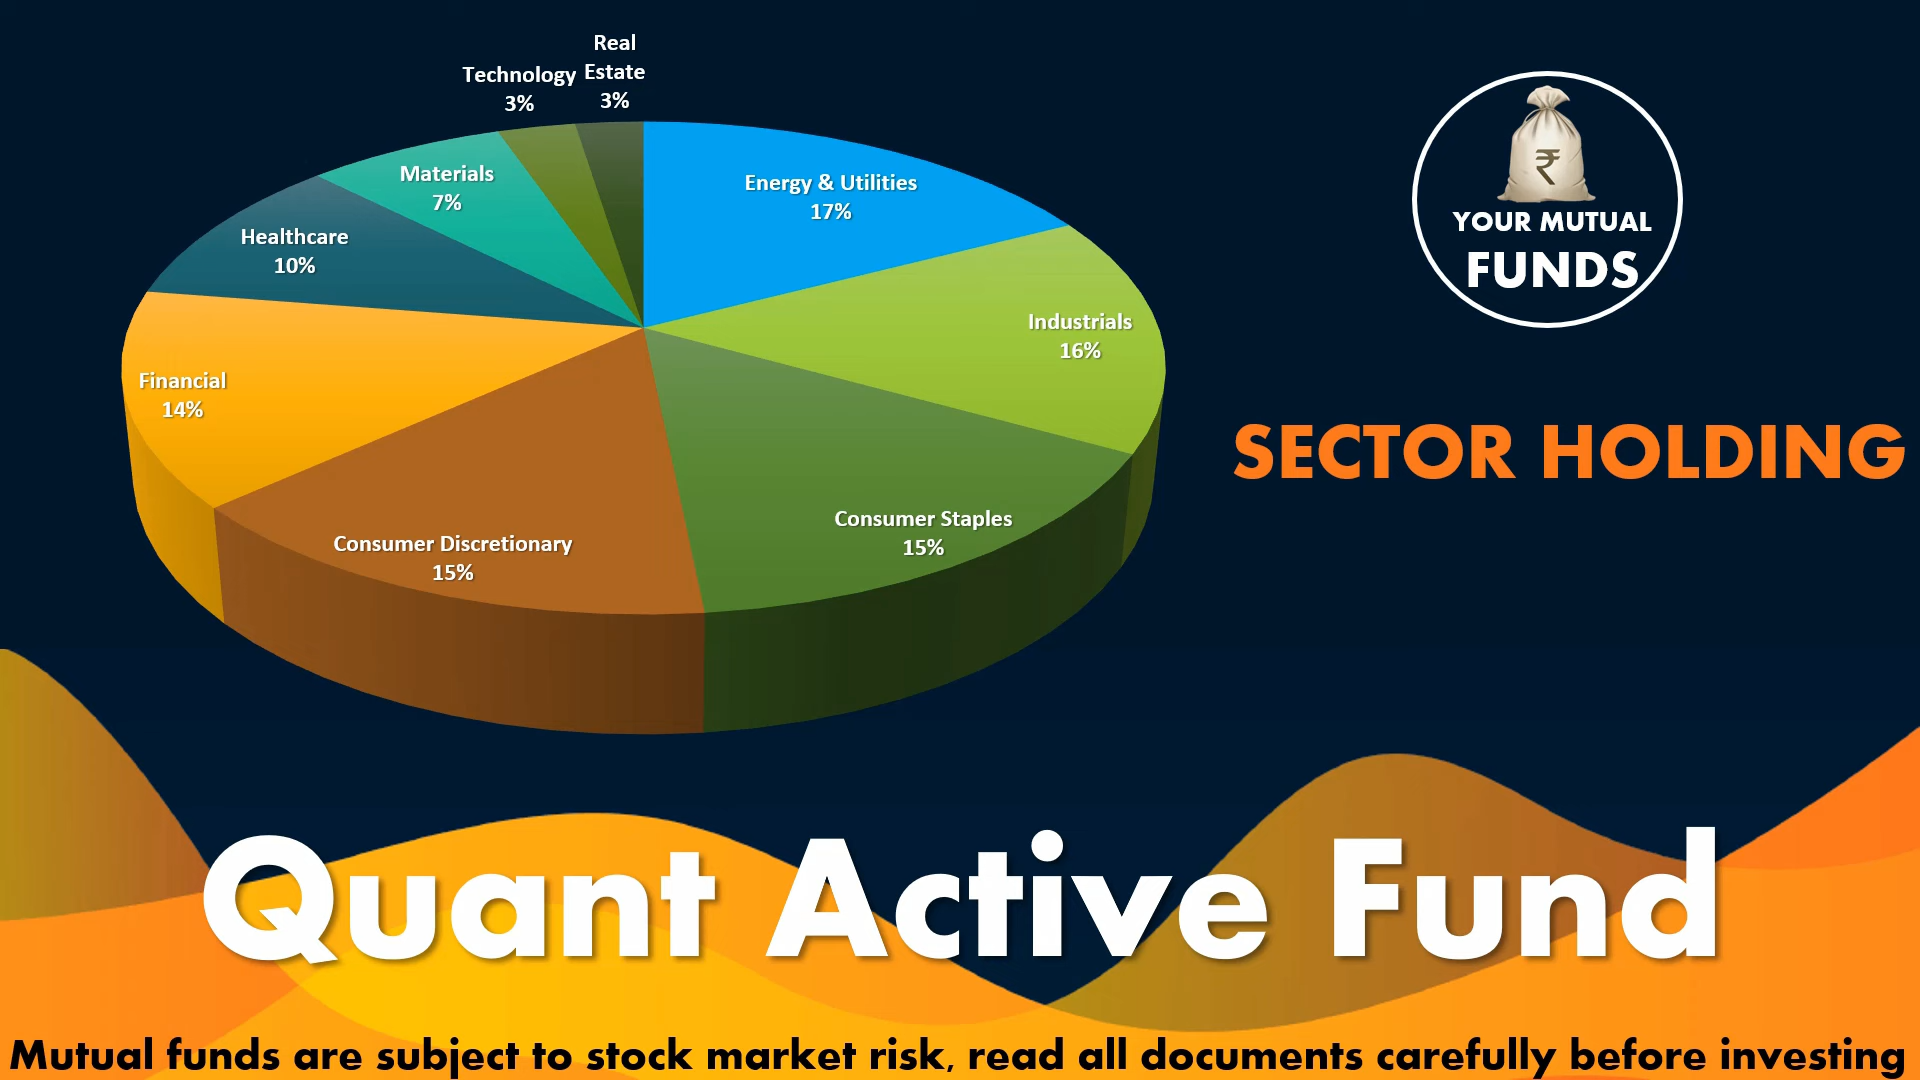 Real
Estate
3%
Technology
3%
Materials
7%
Healthcare
10%
Financial
14%
Consumer Discretionary
15%
Consumer Staples
15%
Industrials
16%
Energy & Utilities
17%
₹
YOUR MUTUAL
FUNDS
SECTOR HOLDING
Quant Active Fund
Mutual funds are subject to stock market risk, read all documents carefully before investing